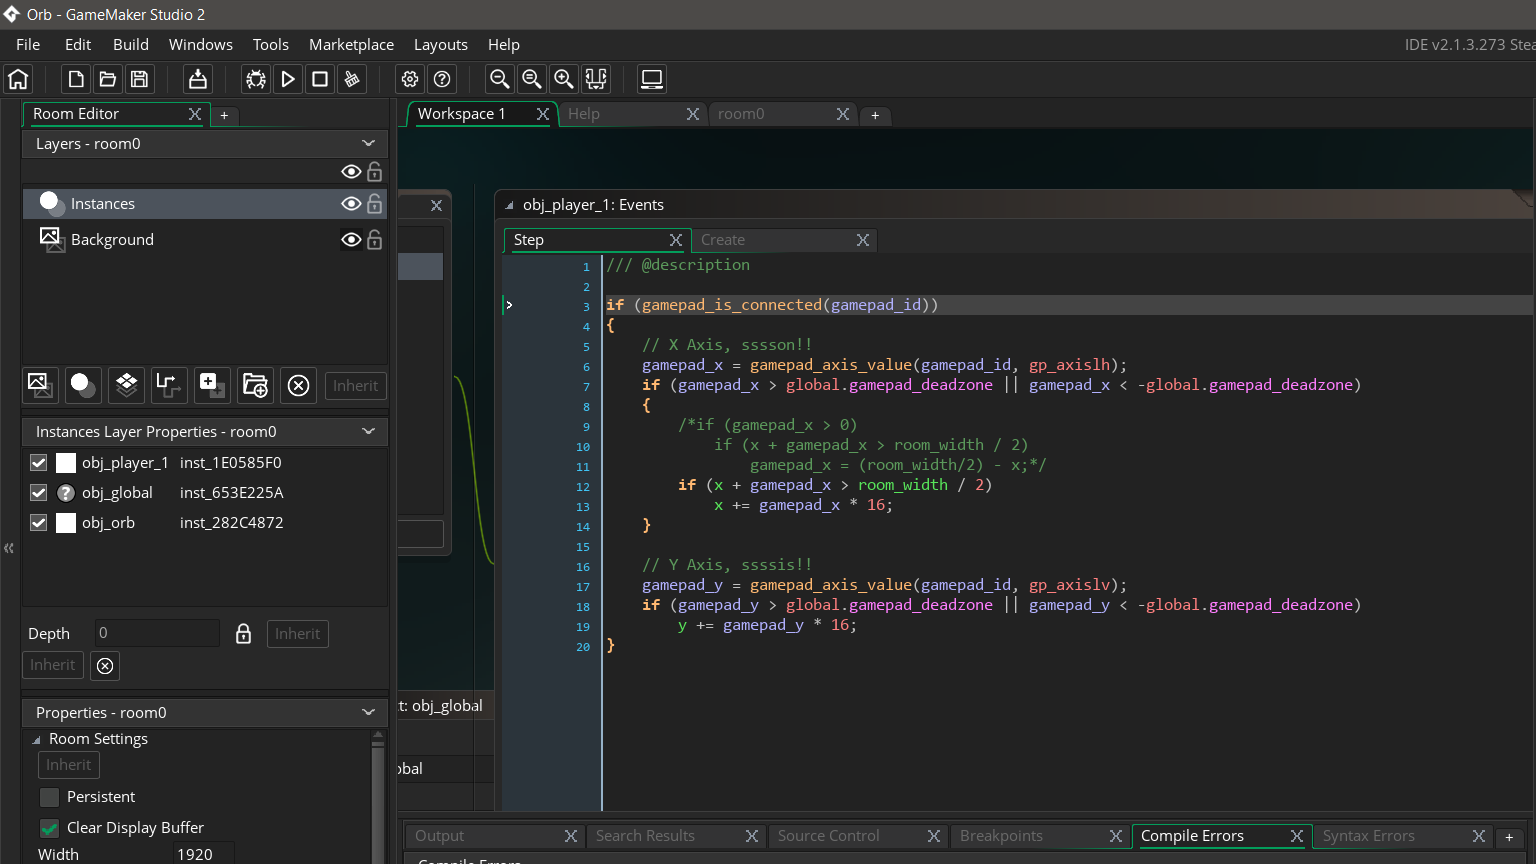 Orb - GameMaker Studio 2
File Edit Build Windows Tools Marketplace Layouts Help
IDE v2.1.3.273 Stea
Room Editor
+
Workspace 1
Help
room0
+
Layers - room0
Instances
Background
Inherit
Instances Layer Properties - room0
obj_player_1 inst_1E0585F0
obj_global inst_653E225A
obj_orb inst_282C4872
Depth 0 Inherit
Inherit
Properties - room0
Room Settings
Inherit
Persistent
Clear Display Buffer
Width 1920
ct: obj_global
obal
obj_player_1: Events
Step
Create
1 /// @description
2
3 if (gamepad_is_connected(gamepad_id))
4 {
5 // X Axis, sssson!!
6 gamepad_x = gamepad_axis_value(gamepad_id, gp_axislh);
7 if (gamepad_x > global.gamepad_deadzone || gamepad_x < -global.gamepad_deadzone)
8 {
9 /*if (gamepad_x > 0)
10 if (x + gamepad_x > room_width / 2)
11 gamepad_x = (room_width/2) - x;*/
12 if (x + gamepad_x > room_width / 2)
13 x += gamepad_x * 16;
14 }
15
16 // Y Axis, ssssis!!
17 gamepad_y = gamepad_axis_value(gamepad_id, gp_axislv);
18 if (gamepad_y > global.gamepad_deadzone || gamepad_y < -global.gamepad_deadzone)
19 y += gamepad_y * 16;
20 }
Output
Search Results
Source Control
Breakpoints
Compile Errors
Syntax Errors
+
Compile Errors